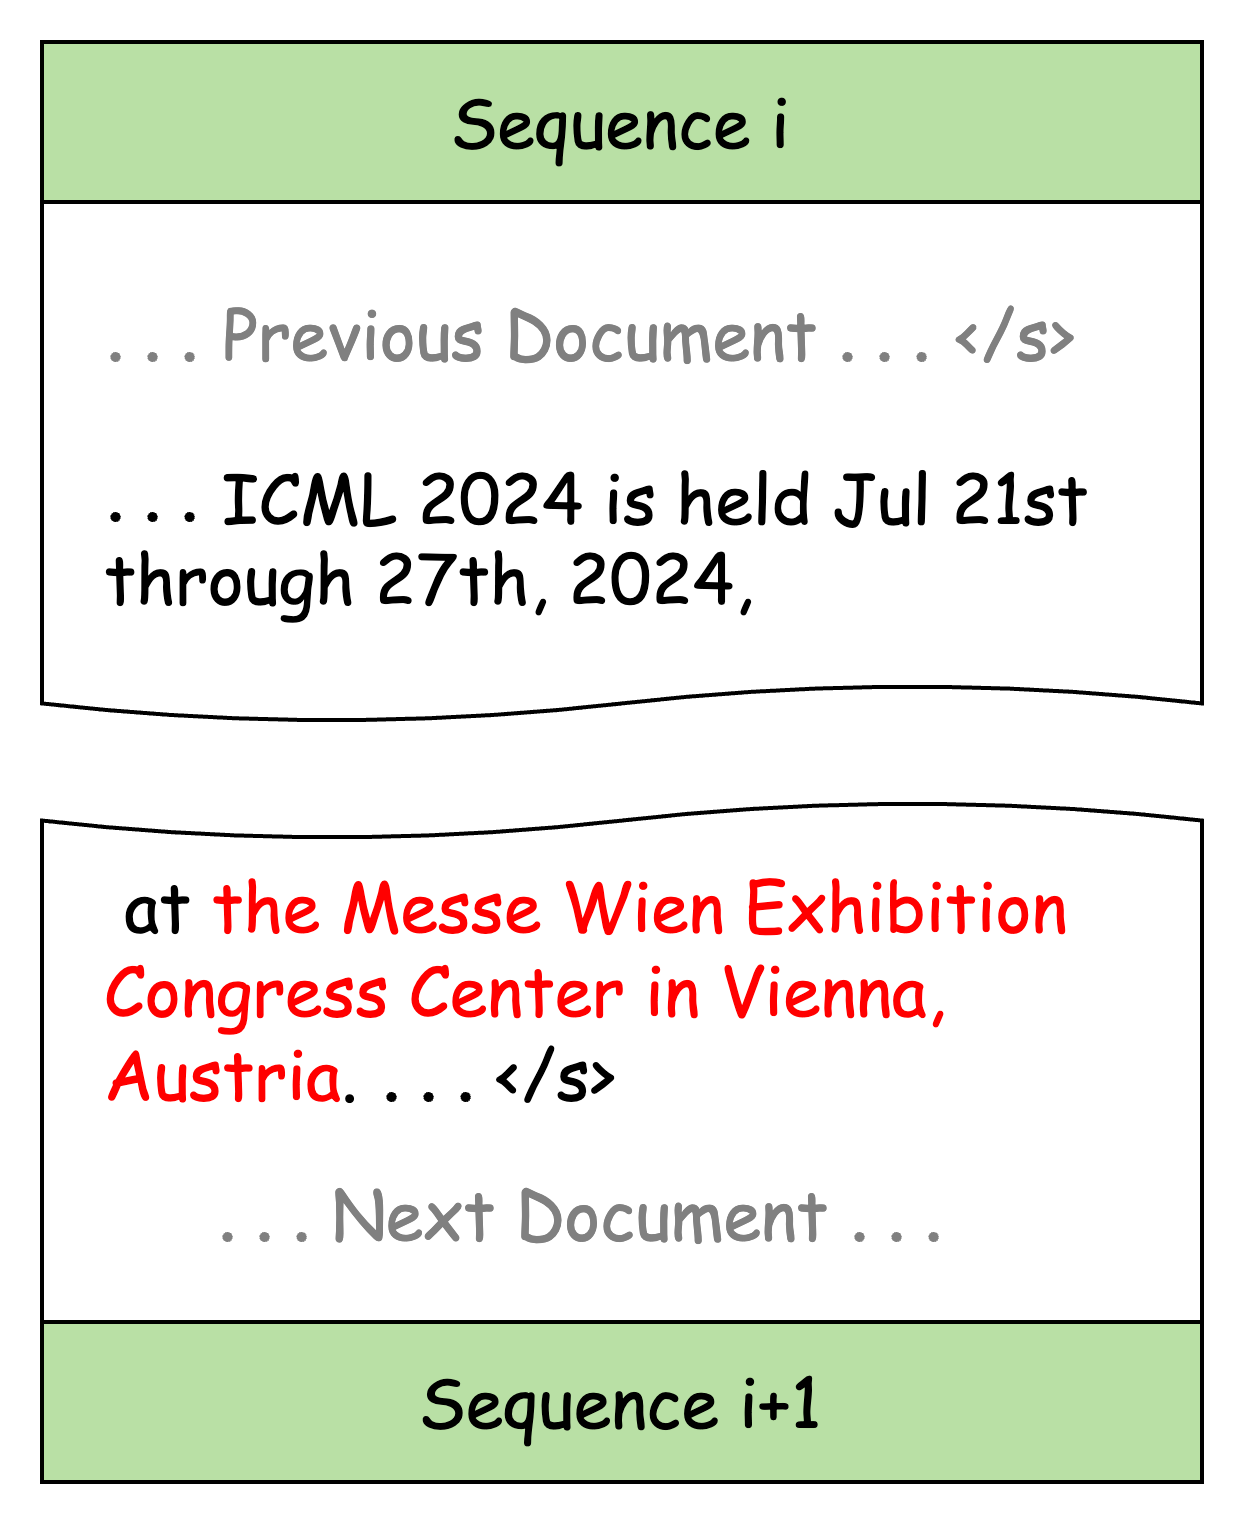 Sequence i
. . . Previous Document . . . </s>
. . . ICML 2024 is held Jul 21st
through 27th, 2024,
at the Messe Wien Exhibition
Congress Center in Vienna,
Austria. . . . </s>
. . . Next Document . . .
Sequence i+1